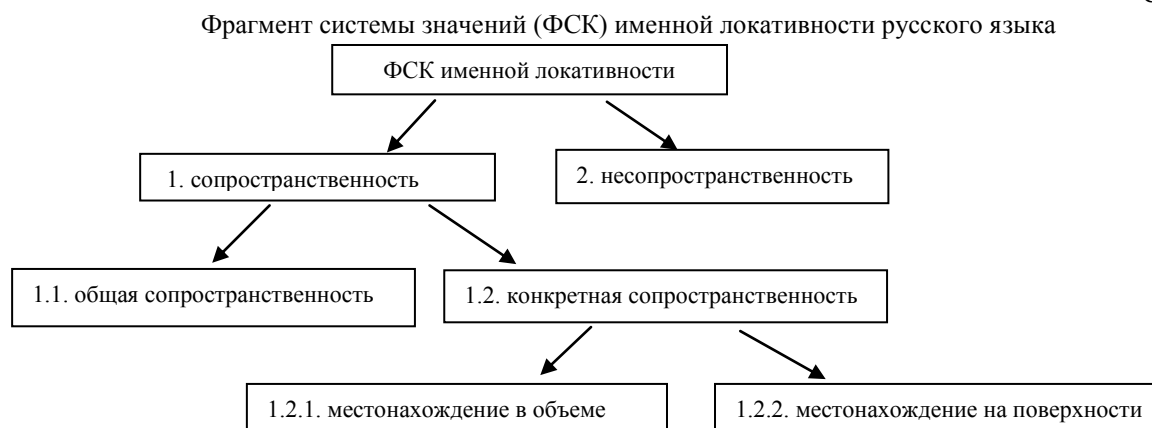 Фрагмент системы значений (ФСК) именной локативности русского языка
ФСК именной локативности
1. сопространственность
2. несопространственность
1.1. общая сопространственность
1.2. конкретная сопространственность
1.2.1. местонахождение в объеме
1.2.2. местонахождение на поверхности